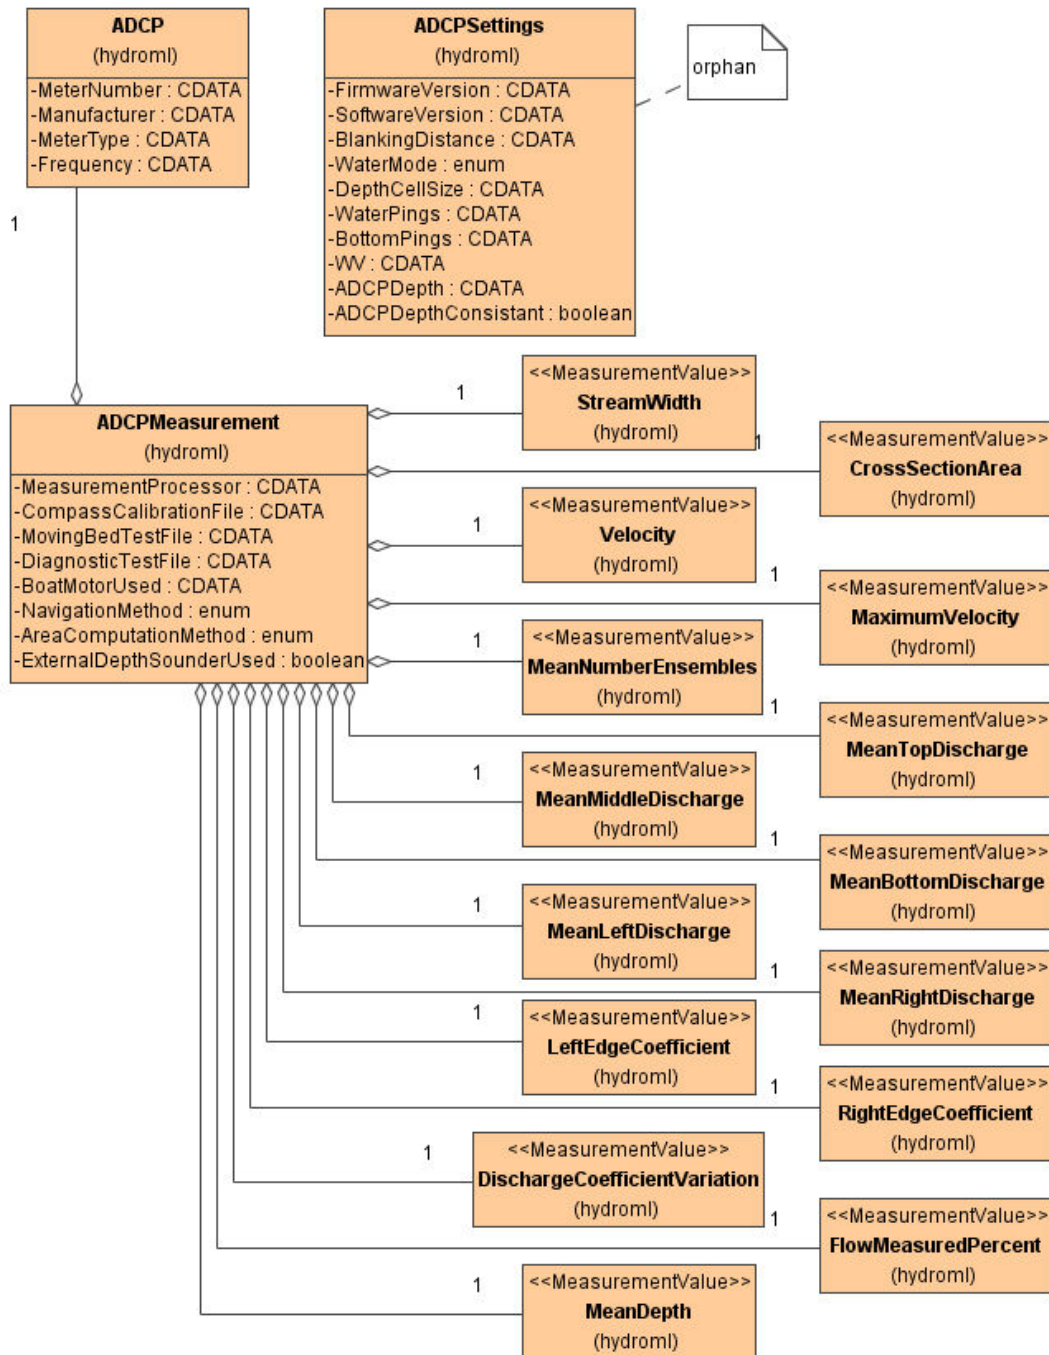 ADCP
(hydroml)
-MeterNumber : CDATA
-Manufacturer : CDATA
-MeterType : CDATA
-Frequency : CDATA
ADCPSettings
(hydroml)
-FirmwareVersion : CDATA
-SoftwareVersion : CDATA
-BlankingDistance : CDATA
-WaterMode : enum
-DepthCellSize : CDATA
-WaterPings : CDATA
-BottomPings : CDATA
-WV : CDATA
-ADCPDepth : CDATA
-ADCPDepthConsistant : boolean
orphan
1
ADCPMeasurement
(hydroml)
-MeasurementProcessor : CDATA
-CompassCalibrationFile : CDATA
-MovingBedTestFile : CDATA
-DiagnosticTestFile : CDATA
-BoatMotorUsed : CDATA
-NavigationMethod : enum
-AreaComputationMethod : enum
-ExternalDepthSounderUsed : boolean
1
<<MeasurementValue>>
StreamWidth
(hydroml)
1
<<MeasurementValue>>
CrossSectionArea
(hydroml)
1
<<MeasurementValue>>
Velocity
(hydroml)
1
<<MeasurementValue>>
MaximumVelocity
(hydroml)
1
<<MeasurementValue>>
MeanNumberEnsembles
(hydroml)
1
<<MeasurementValue>>
MeanTopDischarge
(hydroml)
1
<<MeasurementValue>>
MeanMiddleDischarge
(hydroml)
1
<<MeasurementValue>>
MeanBottomDischarge
(hydroml)
1
<<MeasurementValue>>
MeanLeftDischarge
(hydroml)
1
<<MeasurementValue>>
MeanRightDischarge
(hydroml)
1
<<MeasurementValue>>
LeftEdgeCoefficient
(hydroml)
1
<<MeasurementValue>>
RightEdgeCoefficient
(hydroml)
1
<<MeasurementValue>>
DischargeCoefficientVariation
(hydroml)
1
<<MeasurementValue>>
FlowMeasuredPercent
(hydroml)
1
<<MeasurementValue>>
MeanDepth
(hydroml)